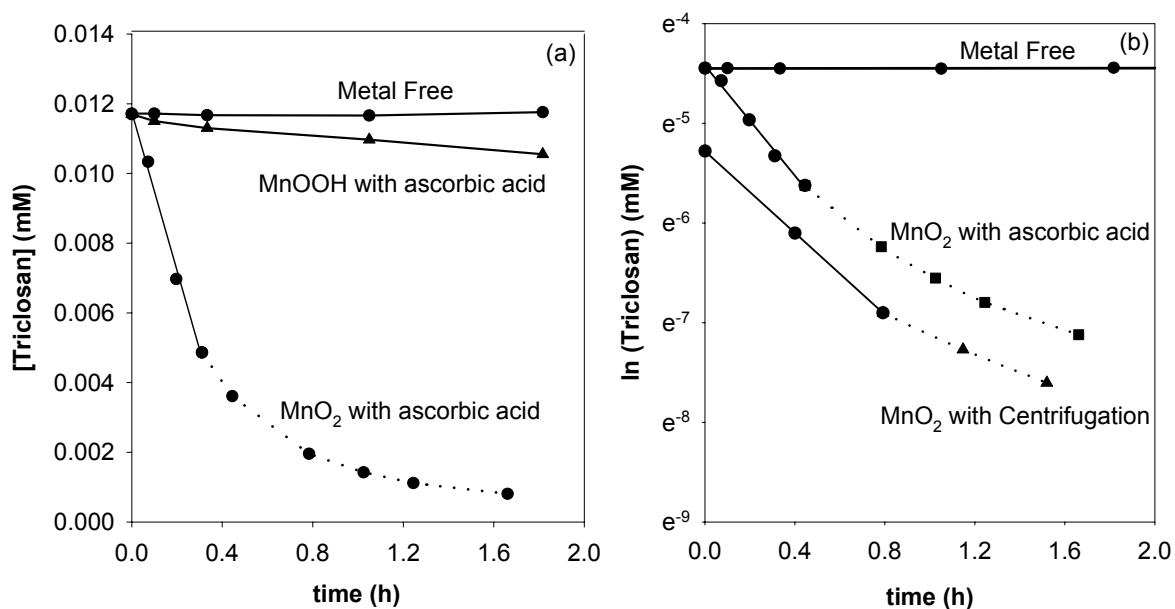 (a)
0.014
0.012
0.010
0.008
0.006
0.004
0.002
0.000
[Triclosan] (mM)
Metal Free
MnOOH with ascorbic acid
MnO₂ with ascorbic acid
0.0 0.4 0.8 1.2 1.6 2.0
time (h)
(b)
e⁻⁴
e⁻⁵
e⁻⁶
e⁻⁷
e⁻⁸
e⁻⁹
ln (Triclosan) (mM)
Metal Free
MnO₂ with ascorbic acid
MnO₂ with Centrifugation
0.0 0.4 0.8 1.2 1.6 2.0
time (h)